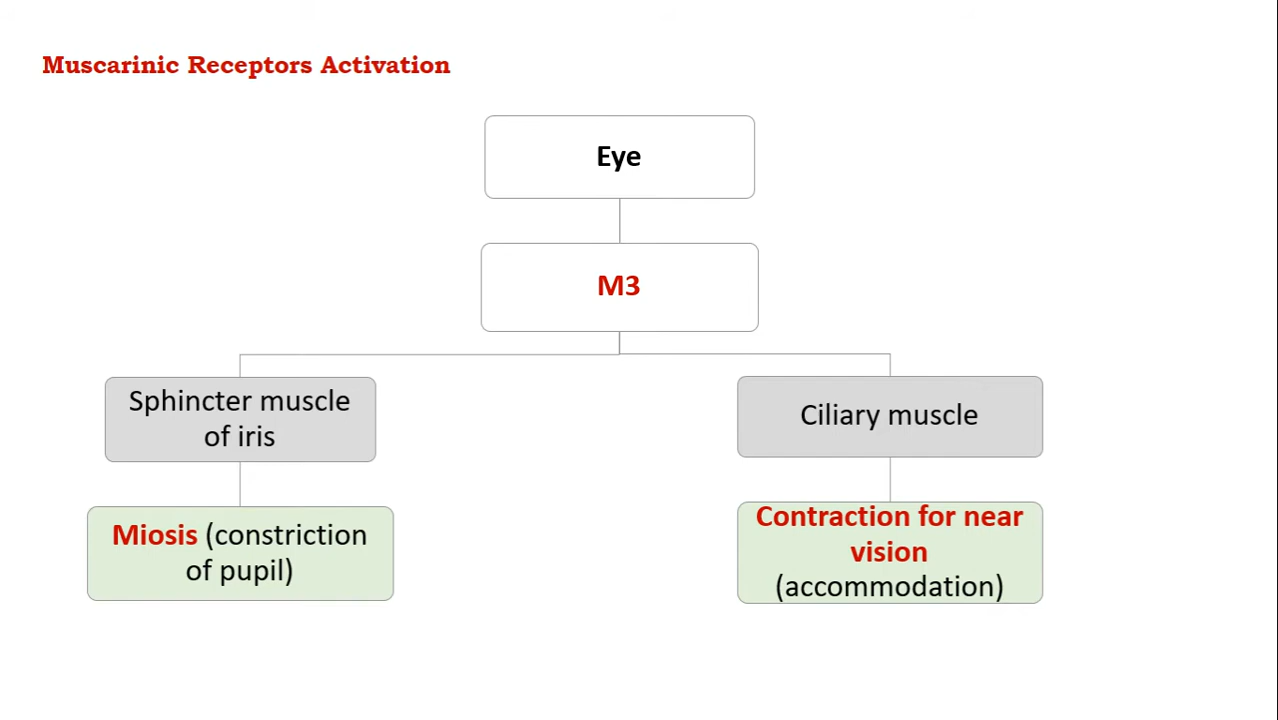 Muscarinic Receptors Activation
Eye
M3
Sphincter muscle
of iris
Ciliary muscle
Miosis (constriction
of pupil)
Contraction for near
vision
(accommodation)